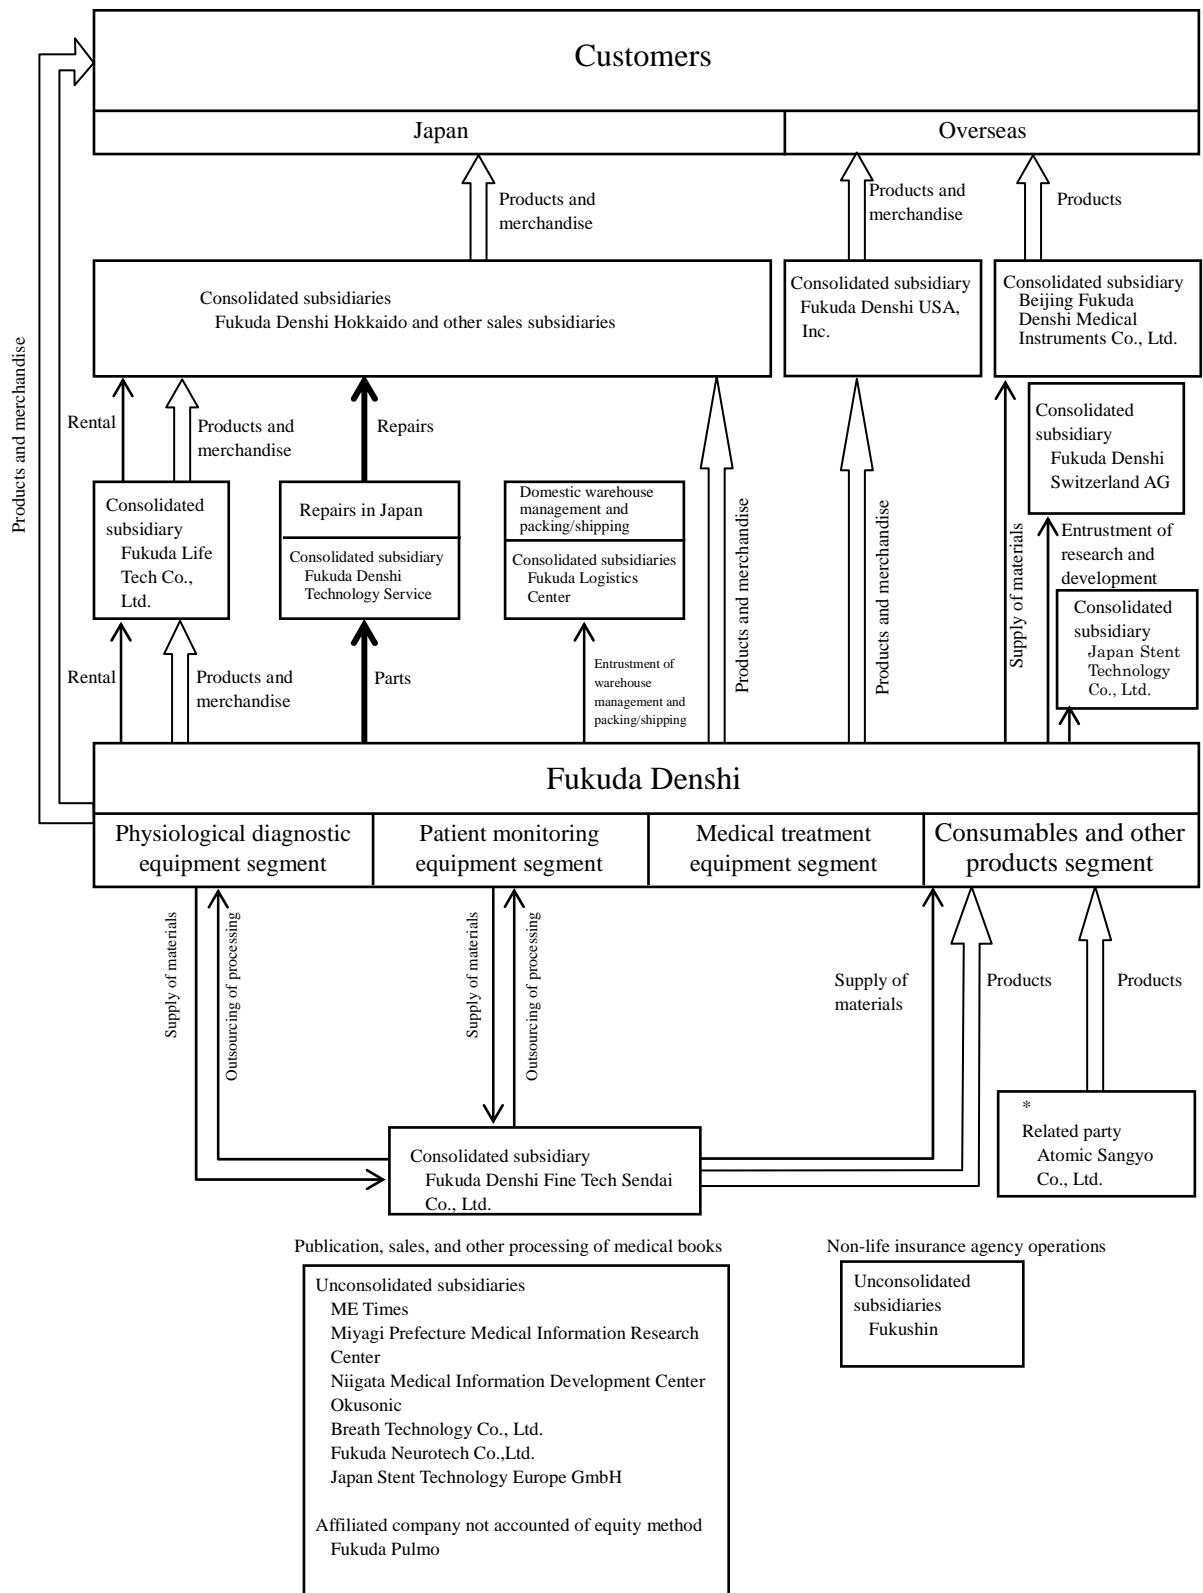 Customers
Japan
Overseas
Products and
merchandise
Products and
merchandise
Products
Products and merchandise
Consolidated subsidiaries
Fukuda Denshi Hokkaido and other sales subsidiaries
Consolidated subsidiary
Fukuda Denshi USA,
Inc.
Consolidated subsidiary
Beijing Fukuda
Denshi Medical
Instruments Co., Ltd.
Rental
Products and
merchandise
Repairs
Products and merchandise
Products and merchandise
Supply of materials
Consolidated
subsidiary
Fukuda Denshi
Switzerland AG
Consolidated
subsidiary
Fukuda Life
Tech Co.,
Ltd.
Repairs in Japan
Consolidated subsidiary
Fukuda Denshi
Technology Service
Domestic warehouse
management and
packing/shipping
Consolidated subsidiaries
Fukuda Logistics
Center
Entrustment of
research and
development
Consolidated
subsidiary
Japan Stent
Technology
Co., Ltd.
Rental
Products and
merchandise
Parts
Entrustment of
warehouse
management and
packing/shipping
Fukuda Denshi
Physiological diagnostic
equipment segment
Patient monitoring
equipment segment
Medical treatment
equipment segment
Consumables and other
products segment
Supply of materials
Outsourcing of processing
Supply of materials
Outsourcing of processing
Supply of
materials
Products
Products
Consolidated subsidiary
Fukuda Denshi Fine Tech Sendai
Co., Ltd.
*
Related party
Atomic Sangyo
Co., Ltd.
Publication, sales, and other processing of medical books
Unconsolidated subsidiaries
ME Times
Miyagi Prefecture Medical Information Research
Center
Niigata Medical Information Development Center
Okusonic
Breath Technology Co., Ltd.
Fukuda Neurotech Co.,Ltd.
Japan Stent Technology Europe GmbH
Affiliated company not accounted of equity method
Fukuda Pulmo
Non-life insurance agency operations
Unconsolidated
subsidiaries
Fukushin